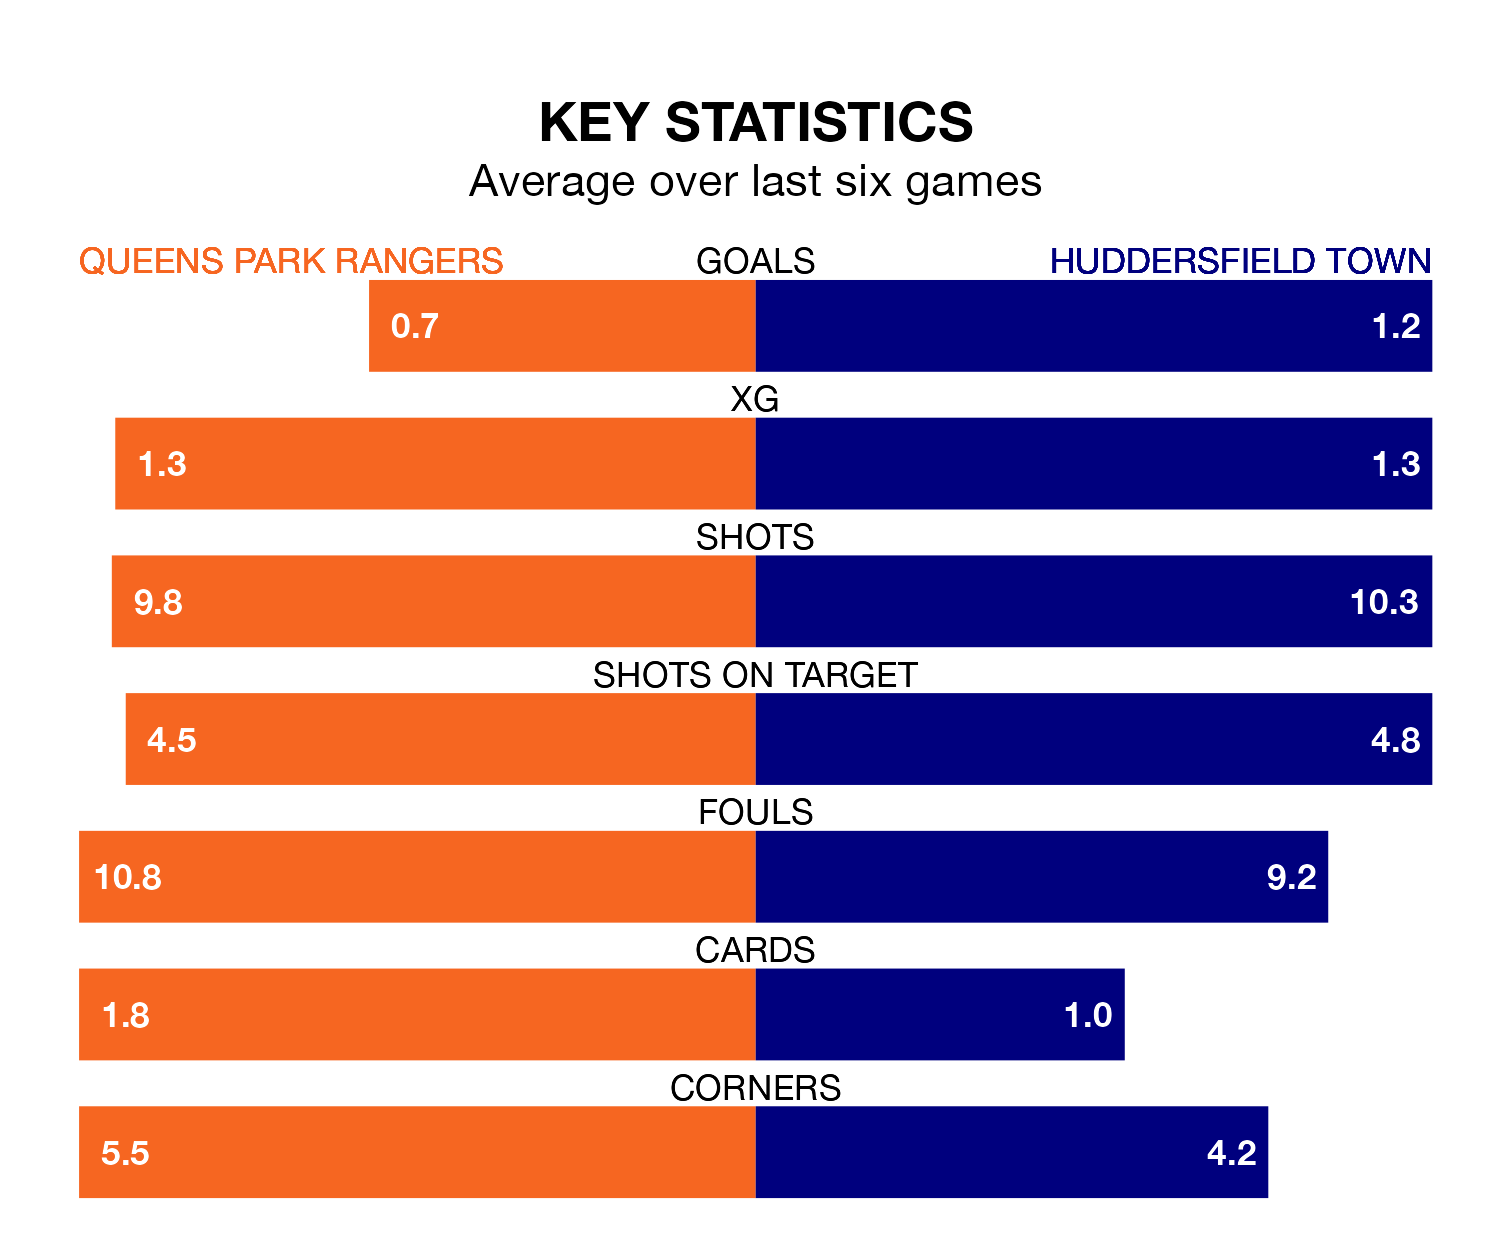 KEY STATISTICS
Average over last six games
QUEENS PARK RANGERS GOALS HUDDERSFIELD TOWN
0.7 1.2
XG
1.3 1.3
SHOTS
9.8 10.3
SHOTS ON TARGET
4.5 4.8
FOULS
10.8 9.2
CARDS
1.8 1.0
CORNERS
5.5 4.2